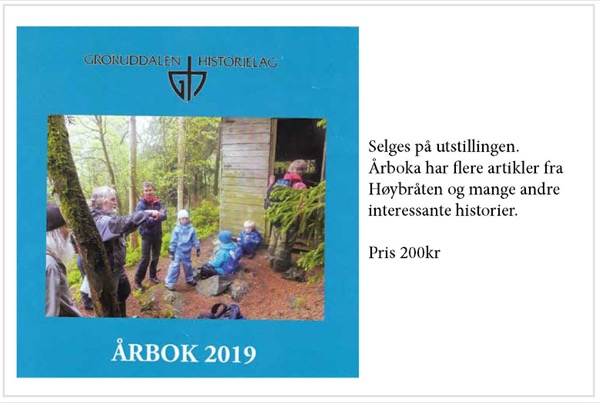 GRORUDDALEN HISTORIELAG
ÅRBOK 2019
Selges på utstillingen.
Årboka har flere artikler fra
Høybråten og mange andre
interessante historier.
Pris 200kr